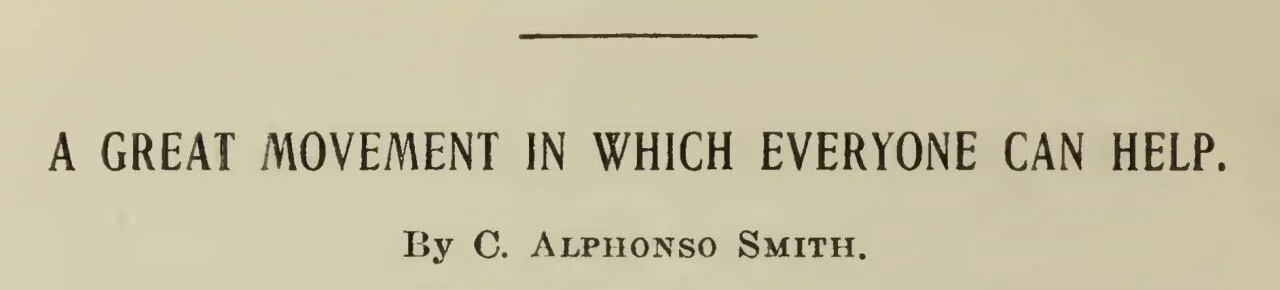 A GREAT MOVEMENT IN WHICH EVERYONE CAN HELP.
By C. Alphonso Smith.